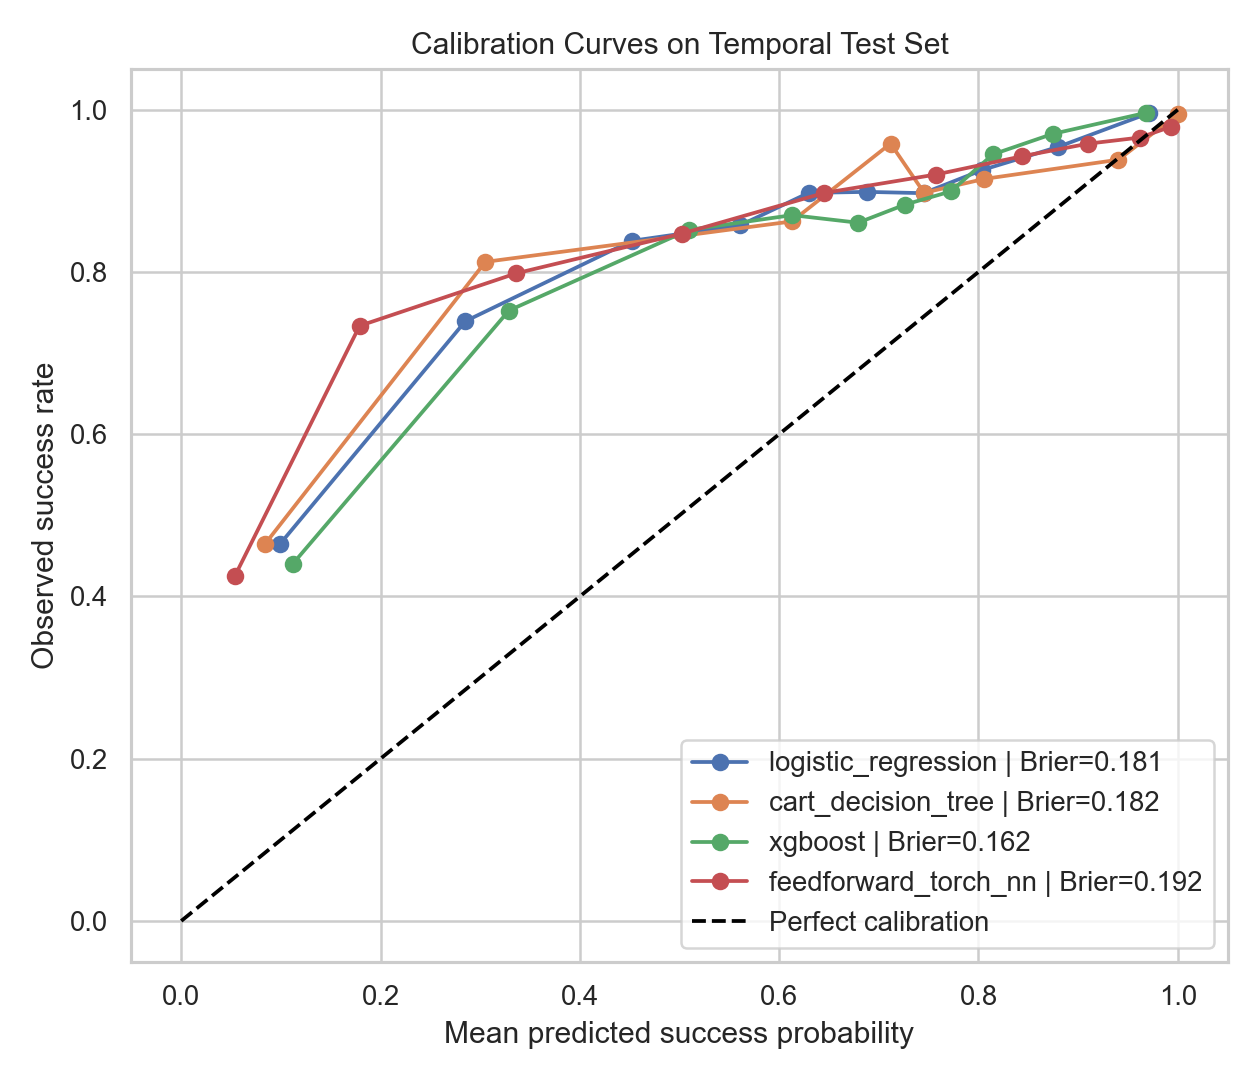 Calibration Curves on Temporal Test Set
Observed success rate
1.0
0.8
0.6
0.4
0.2
0.0
logistic_regression | Brier=0.181
cart_decision_tree | Brier=0.182
xgboost | Brier=0.162
feedforward_torch_nn | Brier=0.192
Perfect calibration
0.0 0.2 0.4 0.6 0.8 1.0
Mean predicted success probability